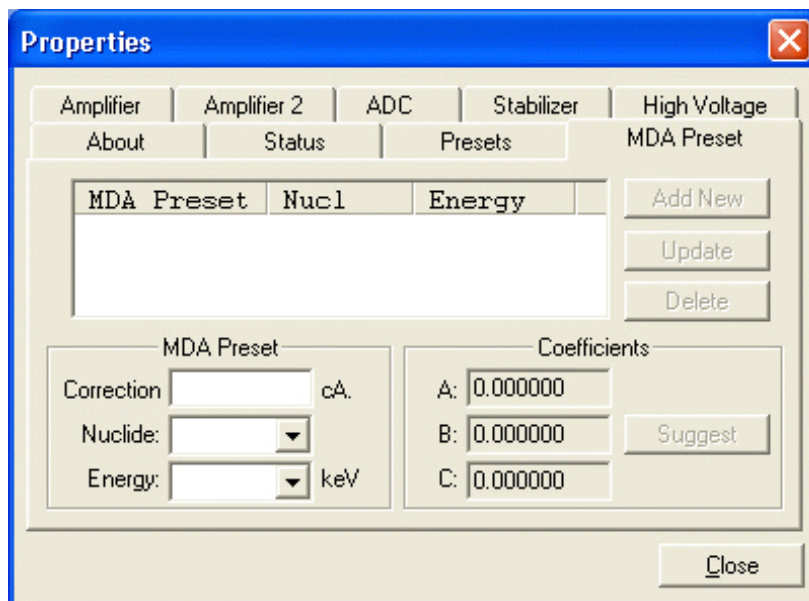 Properties
Amplifier Amplifier 2 ADC Stabilizer High Voltage
About Status Presets MDA Preset
MDA Preset Nucl Energy
Add New
Update
Delete
MDA Preset
Correction cA.
Nuclide:
Energy: keV
Coefficients
A: 0.000000
B: 0.000000
C: 0.000000
Suggest
Close